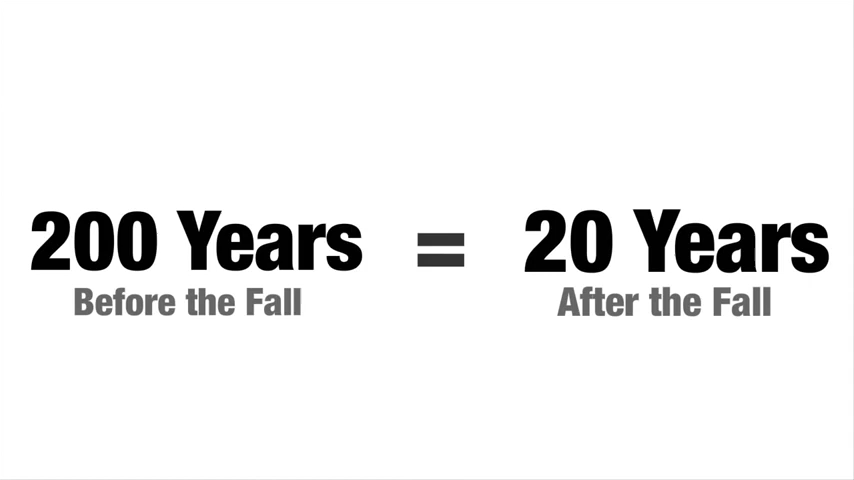 200 Years = 20 Years
Before the Fall After the Fall